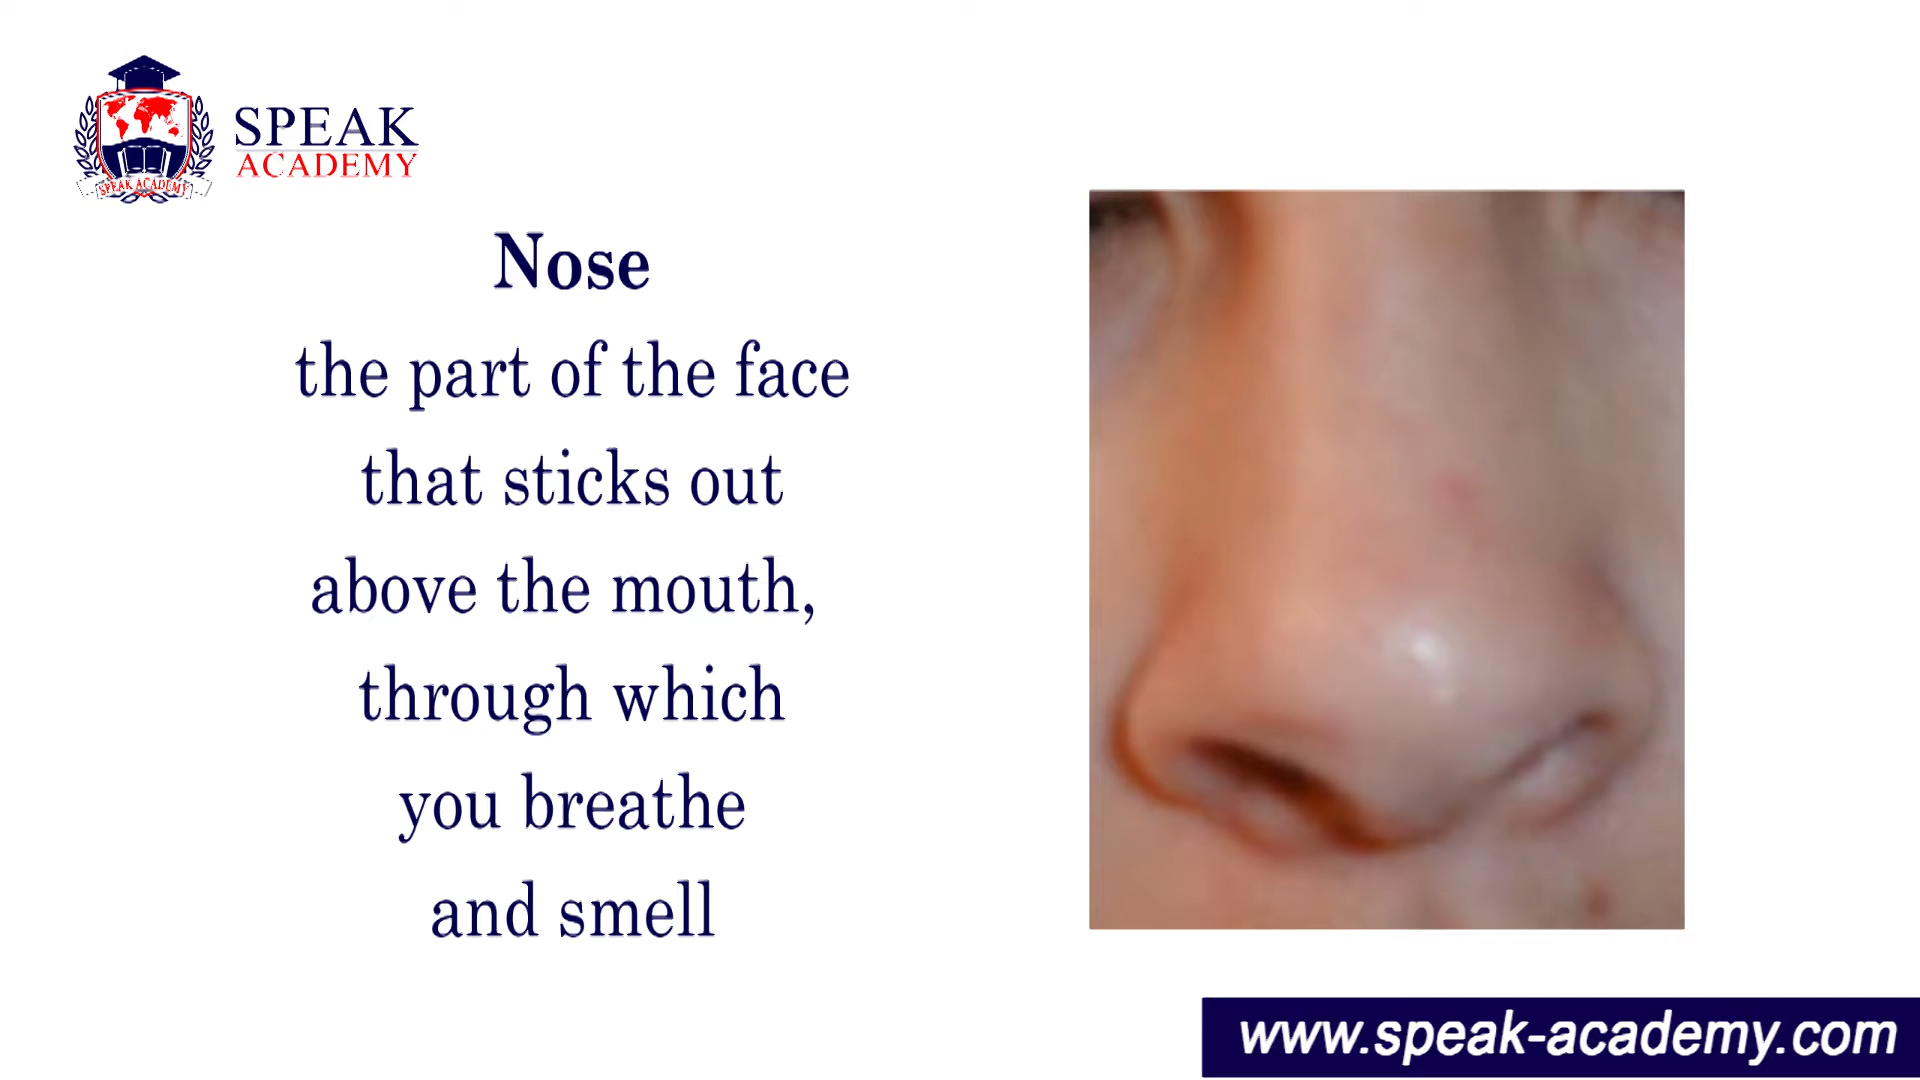 SPEAK
ACADEMY
SPEAK ACADEMY
Nose
the part of the face
that sticks out
above the mouth,
through which
you breathe
and smell
www.speak-academy.com